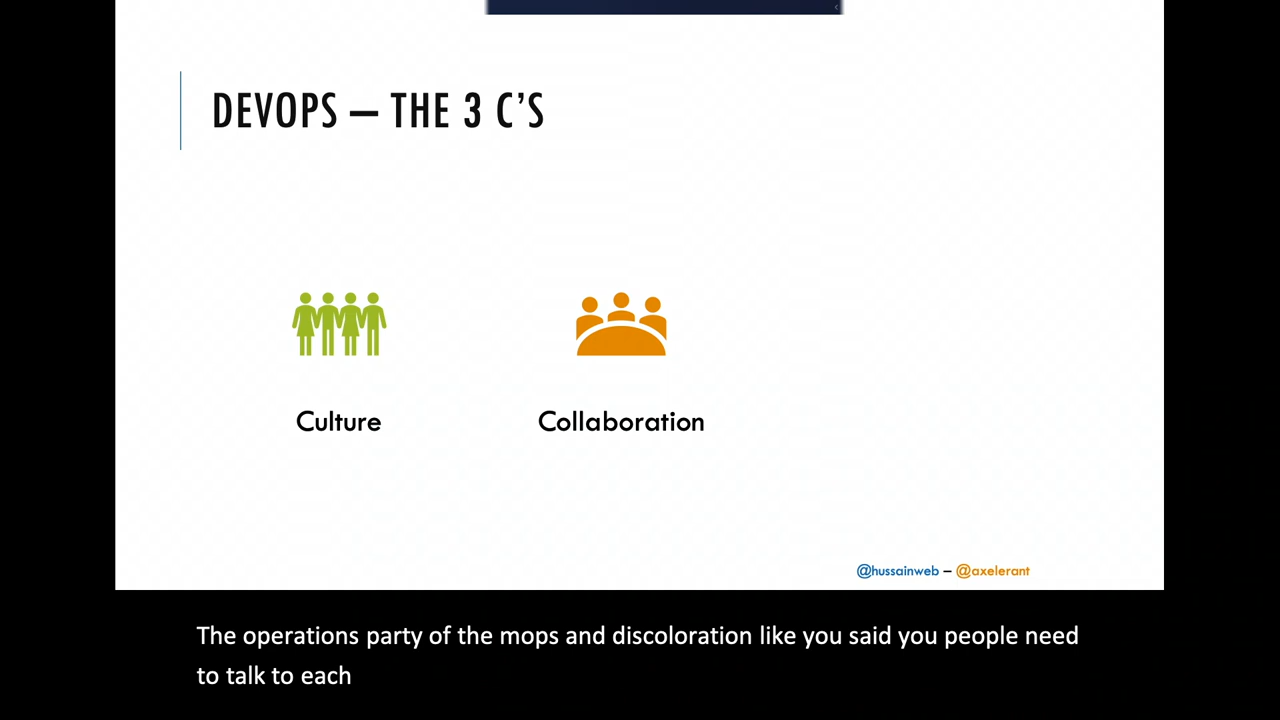 DEVOPS – THE 3 C'S
Culture
Collaboration
@hussainweb – @axelerant
The operations party of the mops and discoloration like you said you people need
to talk to each